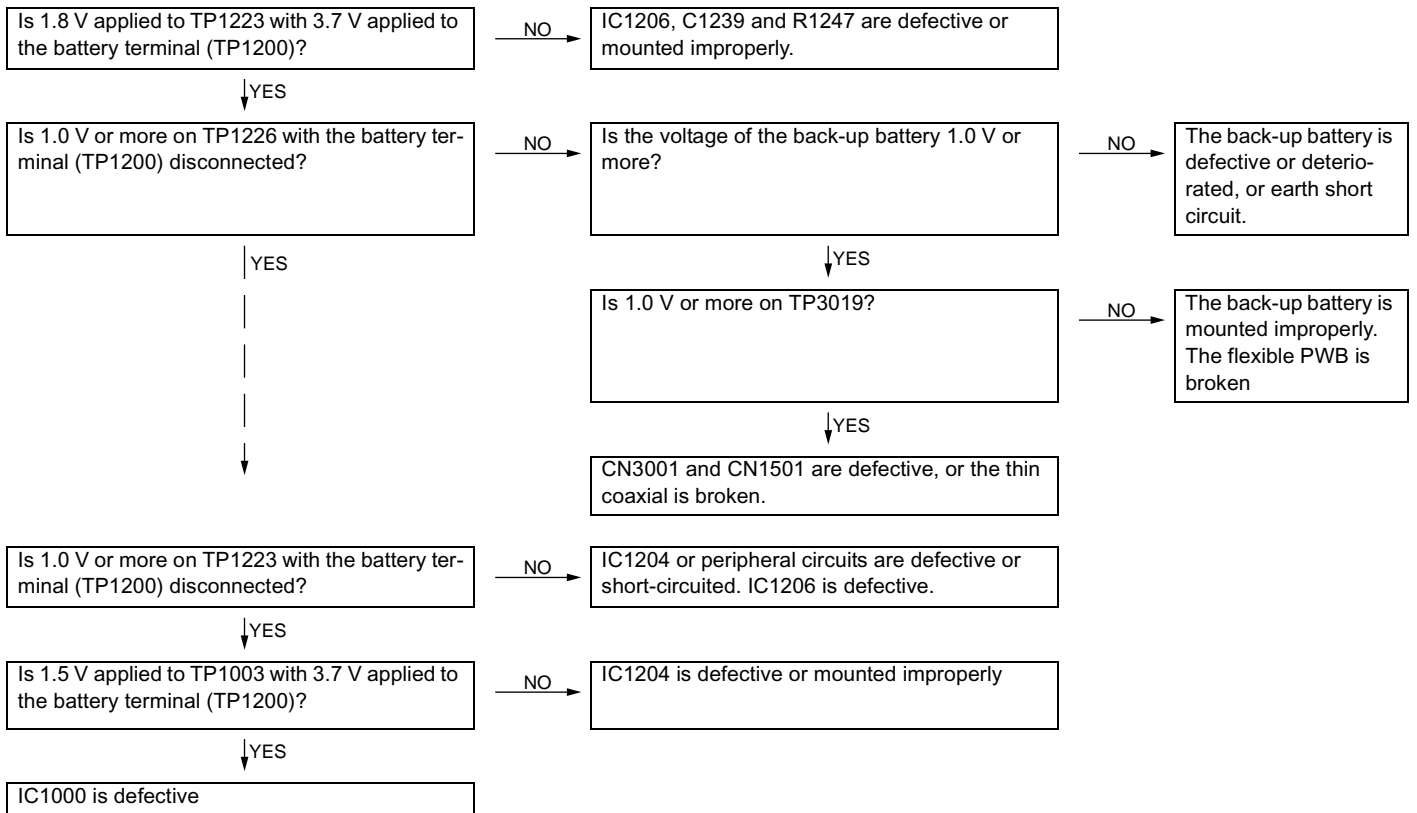 Is 1.8 V applied to TP1223 with 3.7 V applied to
the battery terminal (TP1200)?
NO
IC1206, C1239 and R1247 are defective or
mounted improperly.
YES
Is 1.0 V or more on TP1226 with the battery ter-
minal (TP1200) disconnected?
NO
Is the voltage of the back-up battery 1.0 V or
more?
NO
The back-up battery is
defective or deterio-
rated, or earth short
circuit.
YES
YES
Is 1.0 V or more on TP3019?
NO
The back-up battery is
mounted improperly.
The flexible PWB is
broken
YES
CN3001 and CN1501 are defective, or the thin
coaxial is broken.
Is 1.0 V or more on TP1223 with the battery ter-
minal (TP1200) disconnected?
NO
IC1204 or peripheral circuits are defective or
short-circuited. IC1206 is defective.
YES
Is 1.5 V applied to TP1003 with 3.7 V applied to
the battery terminal (TP1200)?
NO
IC1204 is defective or mounted improperly
YES
IC1000 is defective